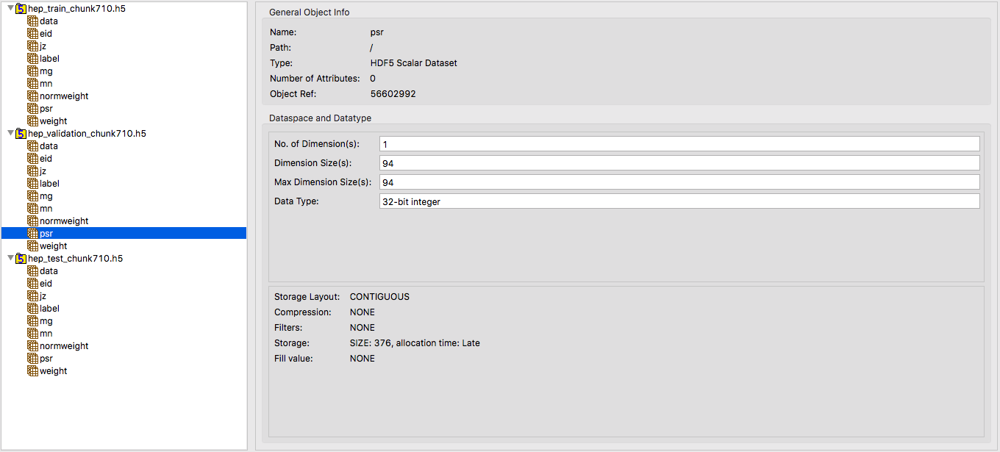 hep_train_chunk710.h5
data
eid
jz
label
mg
mn
normweight
psr
weight
hep_validation_chunk710.h5
data
eid
jz
label
mg
mn
normweight
psr
weight
hep_test_chunk710.h5
data
eid
jz
label
mg
mn
normweight
psr
weight
General Object Info
Name: psr
Path: /
Type: HDF5 Scalar Dataset
Number of Attributes: 0
Object Ref: 56602992
Dataspace and Datatype
No. of Dimension(s): 1
Dimension Size(s): 94
Max Dimension Size(s): 94
Data Type: 32-bit integer
Storage Layout: CONTIGUOUS
Compression: NONE
Filters: NONE
Storage: SIZE: 376, allocation time: Late
Fill value: NONE